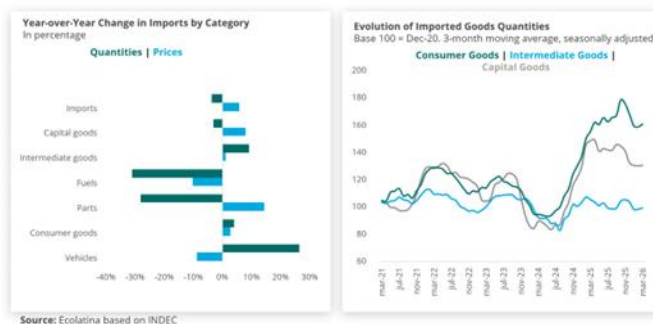 Year-over-Year Change in Imports by Category
In percentage
Quantities | Prices
Imports
Capital goods
Intermediate goods
Fuels
Parts
Consumer goods
Vehicles
-40% -30% -20% -10% 0% 10% 20% 30%
Source: Ecolatina based on INDEC
Evolution of Imported Goods Quantities
Base 100 = Dec-20. 3-month moving average, seasonally adjusted
Consumer Goods | Intermediate Goods |
Capital Goods
200
180
160
140
120
100
80
60
mar-21
jul-21
nov-21
mar-22
jul-22
nov-22
mar-23
jul-23
nov-23
mar-24
jul-24
nov-24
mar-25
jul-25
nov-25
mar-26